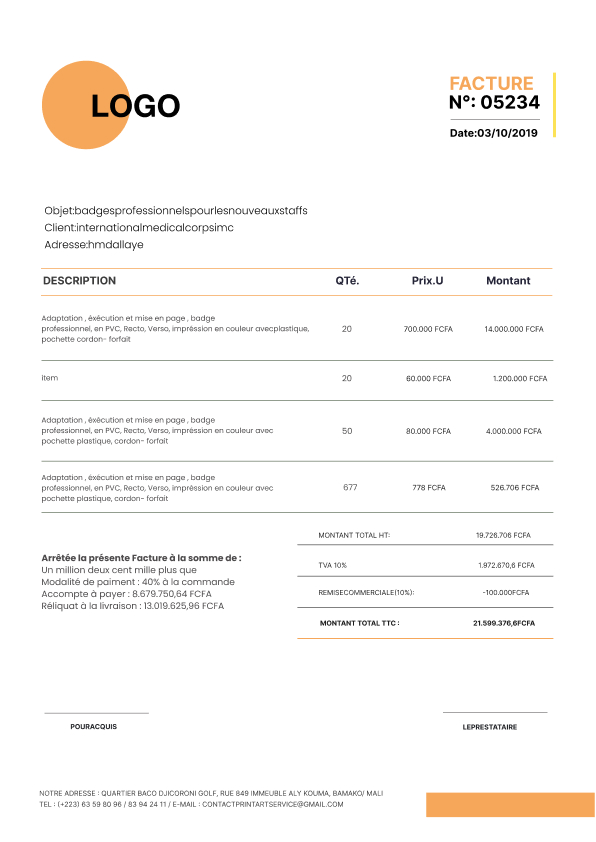 LOGO
FACTURE
N°: 05234
Date:03/10/2019
Objet:badgesprofessionnelspourlesnouveauxstaffs
Client:internationalmedicalcorpsimc
Adresse:hmdallaye
DESCRIPTION QTé. Prix.U Montant
Adaptation , éxécution et mise en page , badge
professionnel, en PVC, Recto, Verso, impréssion en couleur avecplastique, 20 700.000 FCFA 14.000.000 FCFA
pochette cordon- forfait
item 20 60.000 FCFA 1.200.000 FCFA
Adaptation , éxécution et mise en page , badge
professionnel, en PVC, Recto, Verso, impréssion en couleur avec 50 80.000 FCFA 4.000.000 FCFA
pochette plastique, cordon- forfait
Adaptation , éxécution et mise en page , badge
professionnel, en PVC, Recto, Verso, impréssion en couleur avec 677 778 FCFA 526.706 FCFA
pochette plastique, cordon- forfait
MONTANT TOTAL HT: 19.726.706 FCFA
TVA 10% 1.972.670,6 FCFA
REMISECOMMERCIALE(10%): -100.000FCFA
MONTANT TOTAL TTC : 21.599.376,6FCFA
Arrêtée la présente Facture à la somme de :
Un million deux cent mille plus que
Modalité de paiment : 40% à la commande
Accompte à payer : 8.679.750,64 FCFA
Réliquat à la livraison : 13.019.625,96 FCFA
POURACQUIS LEPRESTATAIRE
NOTRE ADRESSE : QUARTIER BACO DJICORONI GOLF, RUE 849 IMMEUBLE ALY KOUMA, BAMAKO/ MALI
TEL : (+223) 63 59 80 96 / 83 94 24 11 / E-MAIL : CONTACTPRINTARTSERVICE@GMAIL.COM